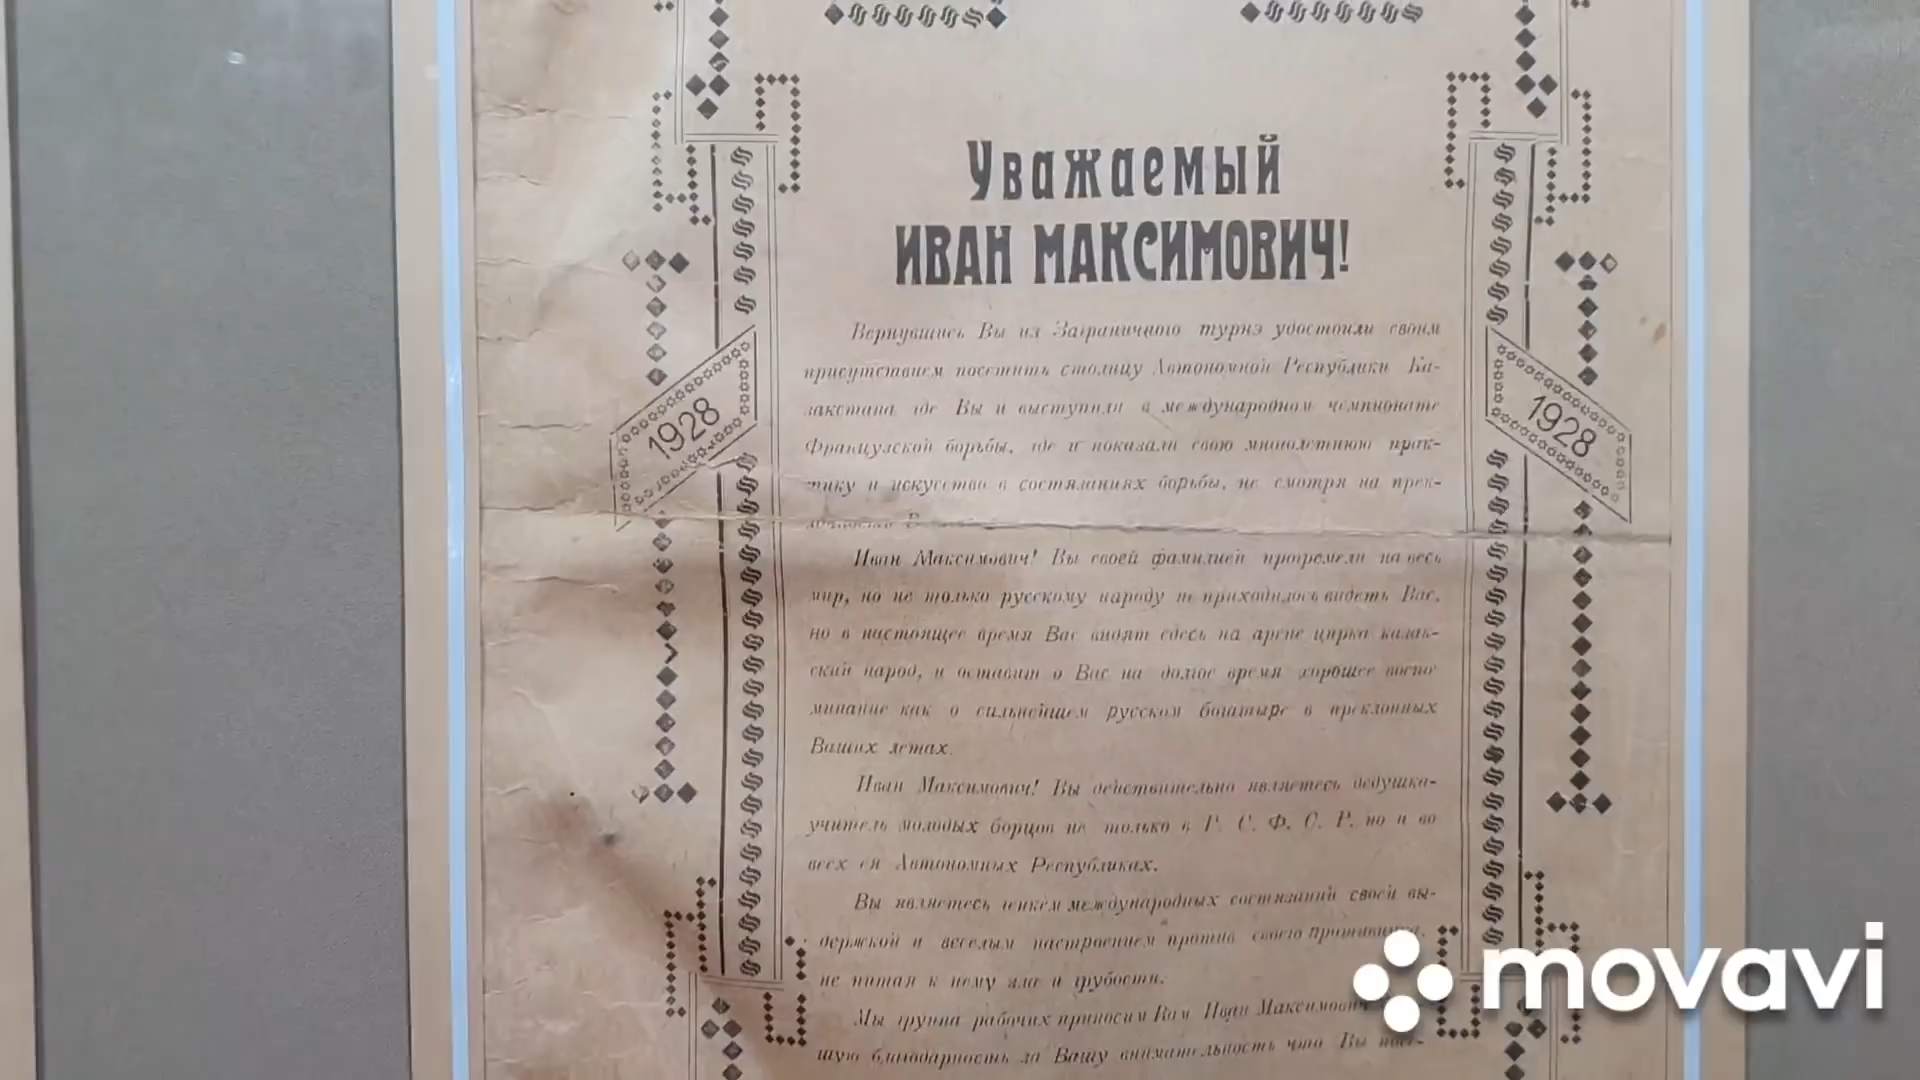 Уважаемый
ИВАН МАКСИМОВИЧ!
Вернувшись Вы из Заграничного турнэ удостоили своим
присутствием посетить столицу Автономной Республики Ка-
закстана, где Вы и выступили в международном чемпионате
Французской борьбы, где и показали свою многолетнюю прак-
тику и искусство в состязаниях борьбы, не смотря на прек-
1928
1928
Иван Максимович! Вы своей фамилией прогремели на весь
мир, но не только русскому народу не приходилось видеть Вас,
но в настоящее время Вас видят сдесь на арене цирка казак-
ский народ, и оставит о Вас на долгое время хорошее воспо
минание как о сильнейшем русском богатыре в преклонных
Ваших летах.
Иван Максимович! Вы действительно являетесь дедушка-
учитель молодых борцов не только в Р. С. Ф. С. Р. но и во
всех ея Автономных Республиках.
Вы являетесь гением международных состязаний своей вы-
держкой и веселым настроением против своего противника,
не питая к нему зла и грубости.
Мы группа рабочих приносим Вам Иван Максимович
шую благодарность за Вашу внимательность что Вы посе-
movavi